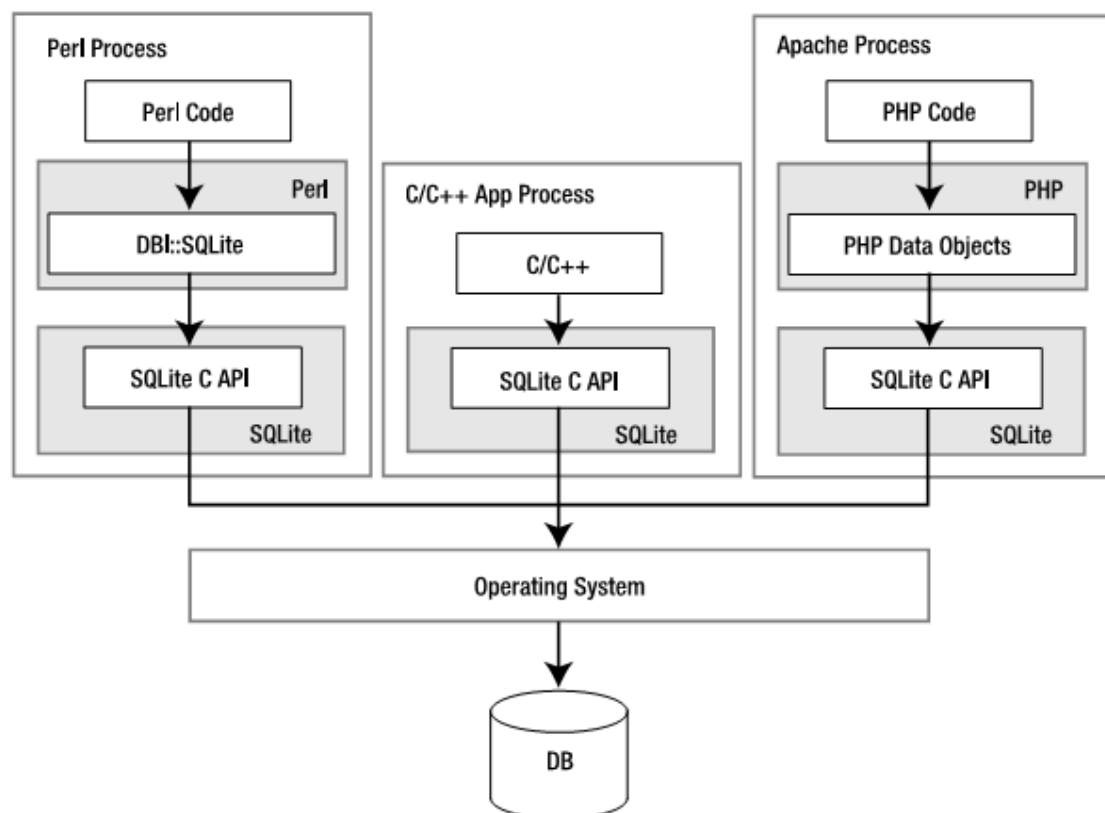 Perl Process
Perl Code
Perl
DBI::SQLite
SQLite C API
SQLite
C/C++ App Process
C/C++
SQLite C API
SQLite
Apache Process
PHP Code
PHP
PHP Data Objects
SQLite C API
SQLite
Operating System
DB